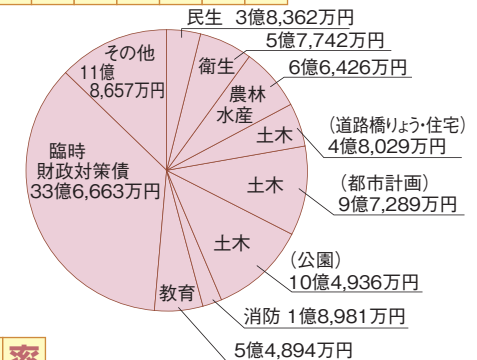 民生 3億8,362万円
5億7,742万円
衛生
6億6,426万円
農林
水産
土木
(道路橋りょう・住宅)
4億8,029万円
土木
(都市計画)
9億7,289万円
土木
(公園)
10億4,936万円
消防 1億8,981万円
教育
5億4,894万円
臨時
財政対策債
33億6,663万円
その他
11億
8,657万円
率